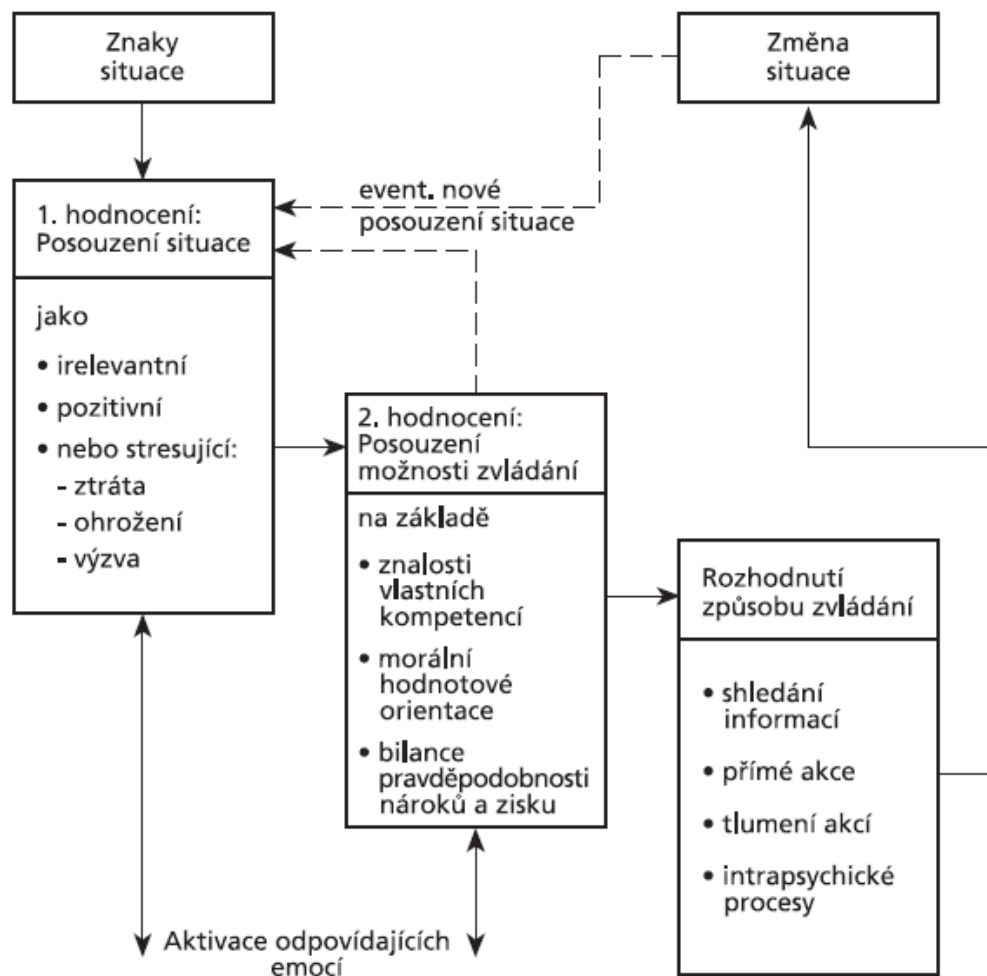 Znaky
situace
Změna
situace
event. nové
posouzení situace
1. hodnocení:
Posouzení situace
jako
• irelevantní
• pozitivní
• nebo stresující:
- ztráta
- ohrožení
- výzva
2. hodnocení:
Posouzení
možnosti zvládání
na základě
• znalosti
vlastních
kompetencí
• morální
hodnotové
orientace
• bilance
pravděpodobnosti
nároků a zisku
Rozhodnutí
způsobu zvládání
• shledání
informací
• přímé akce
• tlumení akcí
• intrapsychické
procesy
Aktivace odpovídajících
emocí